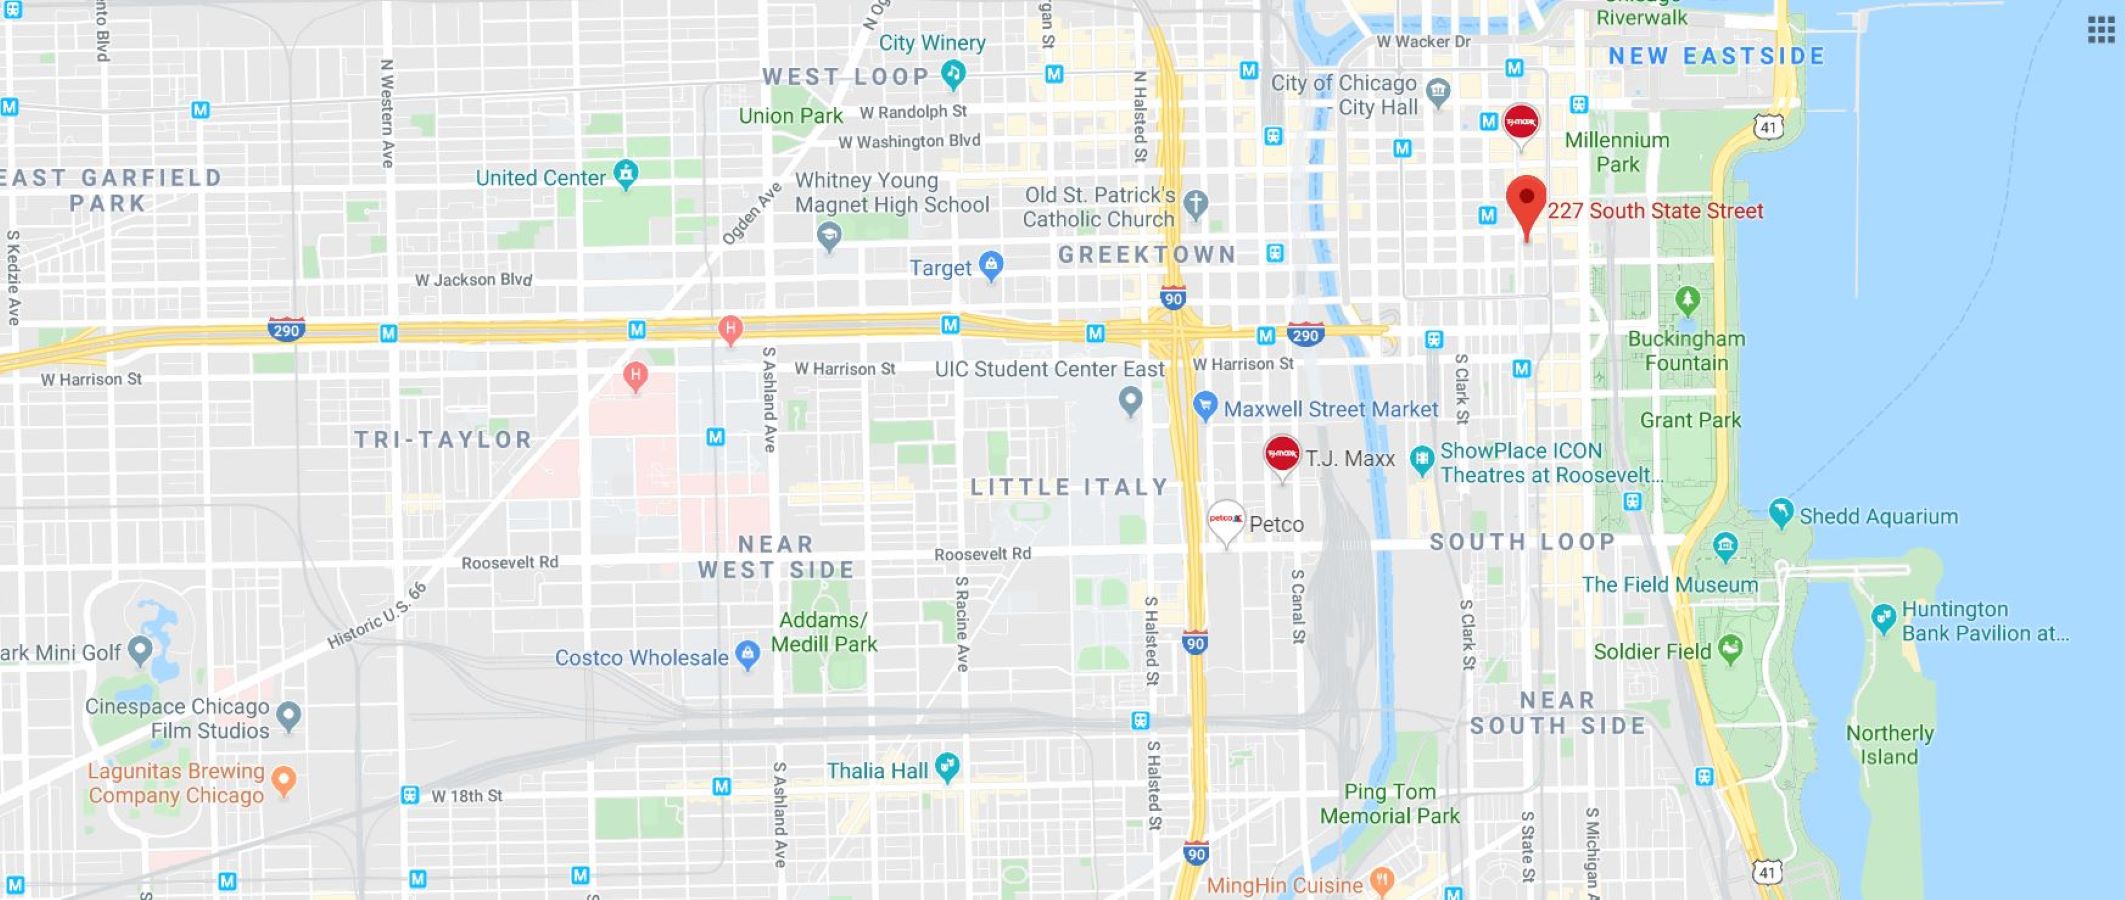 Riverwalk
NEW EASTSIDE
41
Millennium
Park
227 South State Street
Buckingham
Fountain
Grant Park
Shedd Aquarium
Huntington
Bank Pavilion at...
Northerly
Island
The Field Museum
Soldier Field
41
ShowPlace ICON
Theatres at Roosevelt...
SOUTH LOOP
NEAR
SOUTH SIDE
S Michigan A
S State St
S Clark St
S Clark St
W Wacker Dr
City of Chicago
- City Hall
Maxwell Street Market
T.J. Maxx
Petco
S Canal St
Ping Tom
Memorial Park
MingHin Cuisine
290
W Harrison St
Old St. Patrick's
Catholic Church
GREEKTOWN
90
90
90
N Halsted St
S Halsted St
S Halsted St
UIC Student Center East
LITTLE ITALY
rgan St
City Winery
W Randolph St
W Washington Blvd
Whitney Young
Magnet High School
Target
Roosevelt Rd
S Racine Ave
Thalia Hall
N Og
WEST LOOP
Union Park
Ogden Ave
W Harrison St
S Ashland Ave
NEAR
WEST SIDE
Addams/
Medill Park
S Ashland Ave
Costco Wholesale
H
H
United Center
W Jackson Blvd
TRI-TAYLOR
Roosevelt Rd
W 18th St
N Western Ave
Historic U.S. 66
290
Cinespace Chicago
Film Studios
Lagunitas Brewing
Company Chicago
EAST GARFIELD
PARK
ento Blvd
W Harrison St
ark Mini Golf
S Kedzie Ave